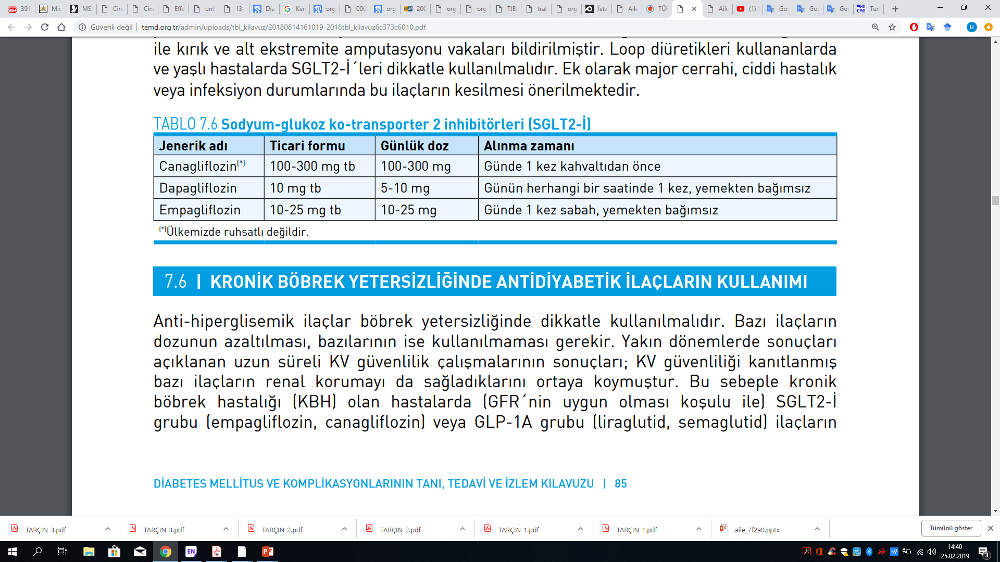 391
Mic
MS
Cin
Cin
Effe
unt
13-
Dia
Ker
org
006
org
200
org
org
TJB
tral
org
İsta
Aile
TÜF
Aile
(1)
Goo
Goo
Goo
Tür
Güvenli değil
temd.org.tr/admin/uploads/tbl_kilavuz/20180814161019-2018tbl_kilavuz6c373c6010.pdf
ile kırık ve alt ekstremite amputasyonu vakaları bildirilmiştir. Loop diüretikleri kullananlarda
ve yaşlı hastalarda SGLT2-İ´leri dikkatle kullanılmalıdır. Ek olarak major cerrahi, ciddi hastalık
veya infeksiyon durumlarında bu ilaçların kesilmesi önerilmektedir.
TABLO 7.6 Sodyum-glukoz ko-transporter 2 inhibitörleri (SGLT2-İ)
Jenerik adı Ticari formu Günlük doz Alınma zamanı
Canagliflozin(*) 100-300 mg tb 100-300 mg Günde 1 kez kahvaltıdan önce
Dapagliflozin 10 mg tb 5-10 mg Günün herhangi bir saatinde 1 kez, yemekten bağımsız
Empagliflozin 10-25 mg tb 10-25 mg Günde 1 kez sabah, yemekten bağımsız
(*)Ülkemizde ruhsatlı değildir.
7.6 | KRONİK BÖBREK YETERSİZLİĞİNDE ANTİDİYABETİK İLAÇLARIN KULLANIMI
Anti-hiperglisemik ilaçlar böbrek yetersizliğinde dikkatle kullanılmalıdır. Bazı ilaçların
dozunun azaltılması, bazılarının ise kullanılmaması gerekir. Yakın dönemlerde sonuçları
açıklanan uzun süreli KV güvenlilik çalışmalarının sonuçları; KV güvenliliği kanıtlanmış
bazı ilaçların renal korumayı da sağladıklarını ortaya koymuştur. Bu sebeple kronik
böbrek hastalığı (KBH) olan hastalarda (GFR´nin uygun olması koşulu ile) SGLT2-İ
grubu (empagliflozin, canagliflozin) veya GLP-1A grubu (liraglutid, semaglutid) ilaçların
DİABETES MELLİTUS VE KOMPLİKASYONLARININ TANI, TEDAVİ VE İZLEM KILAVUZU | 85
TARÇIN-3.pdf
TARÇIN-3.pdf
TARÇIN-2.pdf
TARÇIN-2.pdf
TARÇIN-1.pdf
TARÇIN-1.pdf
aile_7f2a0.pptx
Tümünü göster
EN
14:40
25.02.2019
3